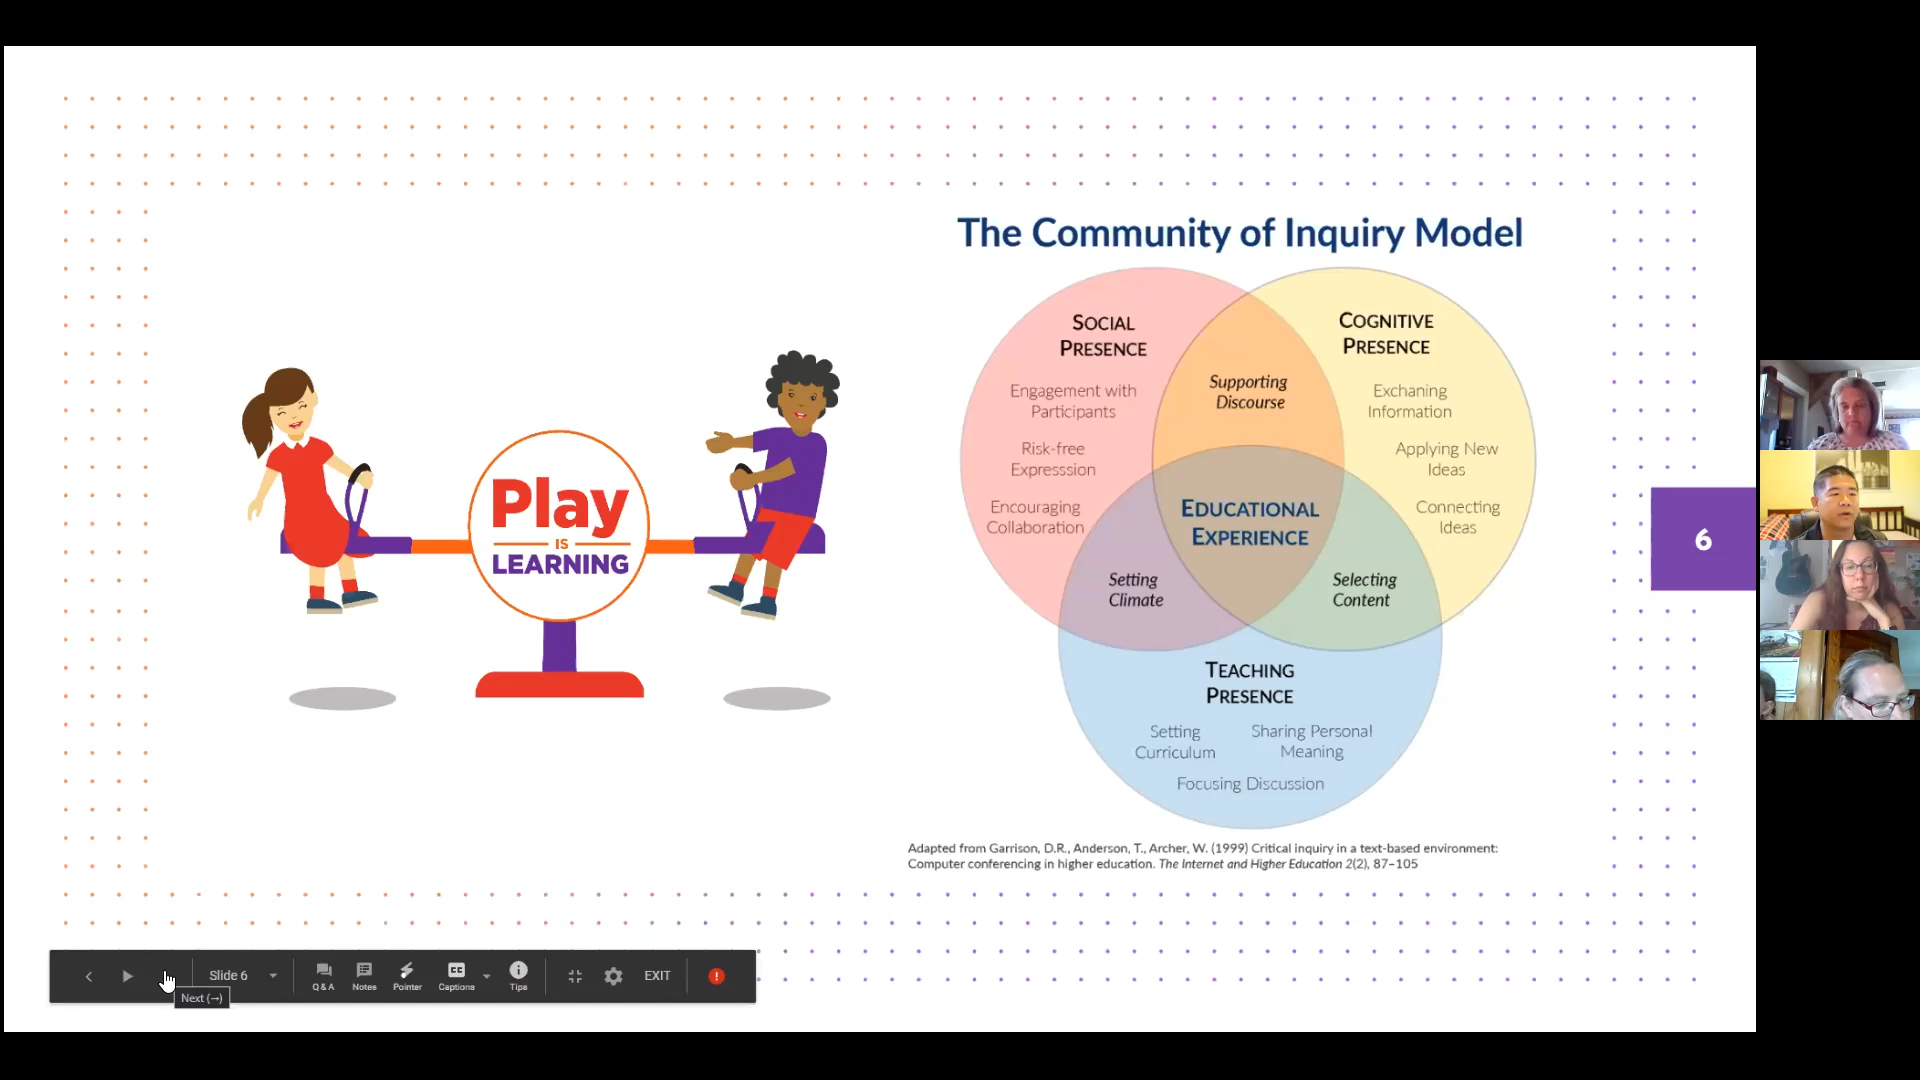 The Community of Inquiry Model
SOCIAL
PRESENCE
Engagement with
Participants
Risk-free
Expresssion
Encouraging
Collaboration
Supporting
Discourse
COGNITIVE
PRESENCE
Exchaning
Information
Applying New
Ideas
Connecting
Ideas
EDUCATIONAL
EXPERIENCE
Setting
Climate
Selecting
Content
TEACHING
PRESENCE
Setting
Curriculum
Sharing Personal
Meaning
Focusing Discussion
Play
IS
LEARNING
6
Adapted from Garrison, D.R., Anderson, T., Archer, W. (1999) Critical inquiry in a text-based environment:
Computer conferencing in higher education. The Internet and Higher Education 2(2), 87–105
Slide 6
Q & A
Notes
Pointer
CC
Captions
Tips
EXIT
Next (→)